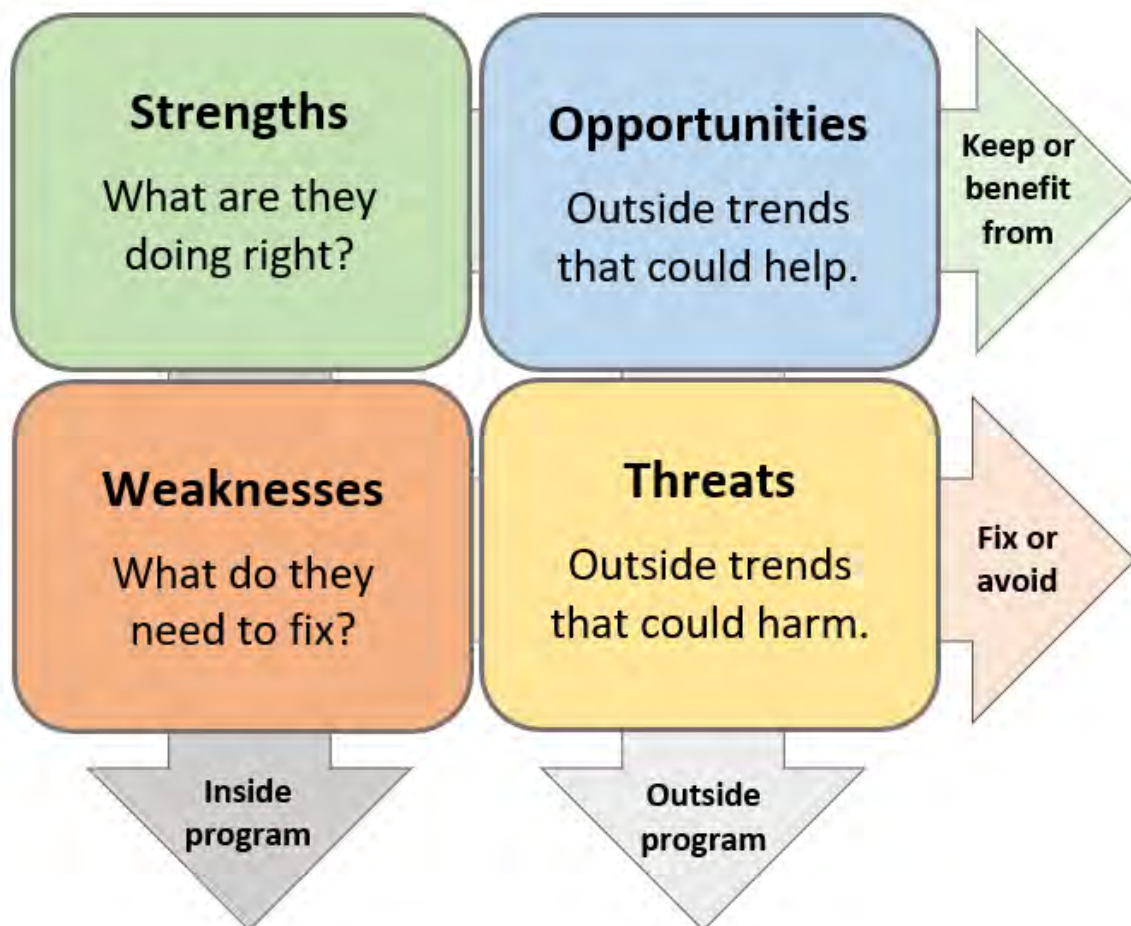 Strengths
What are they
doing right?
Opportunities
Outside trends
that could help.
Keep or
benefit
from
Weaknesses
What do they
need to fix?
Threats
Outside trends
that could harm.
Fix or
avoid
Inside
program
Outside
program